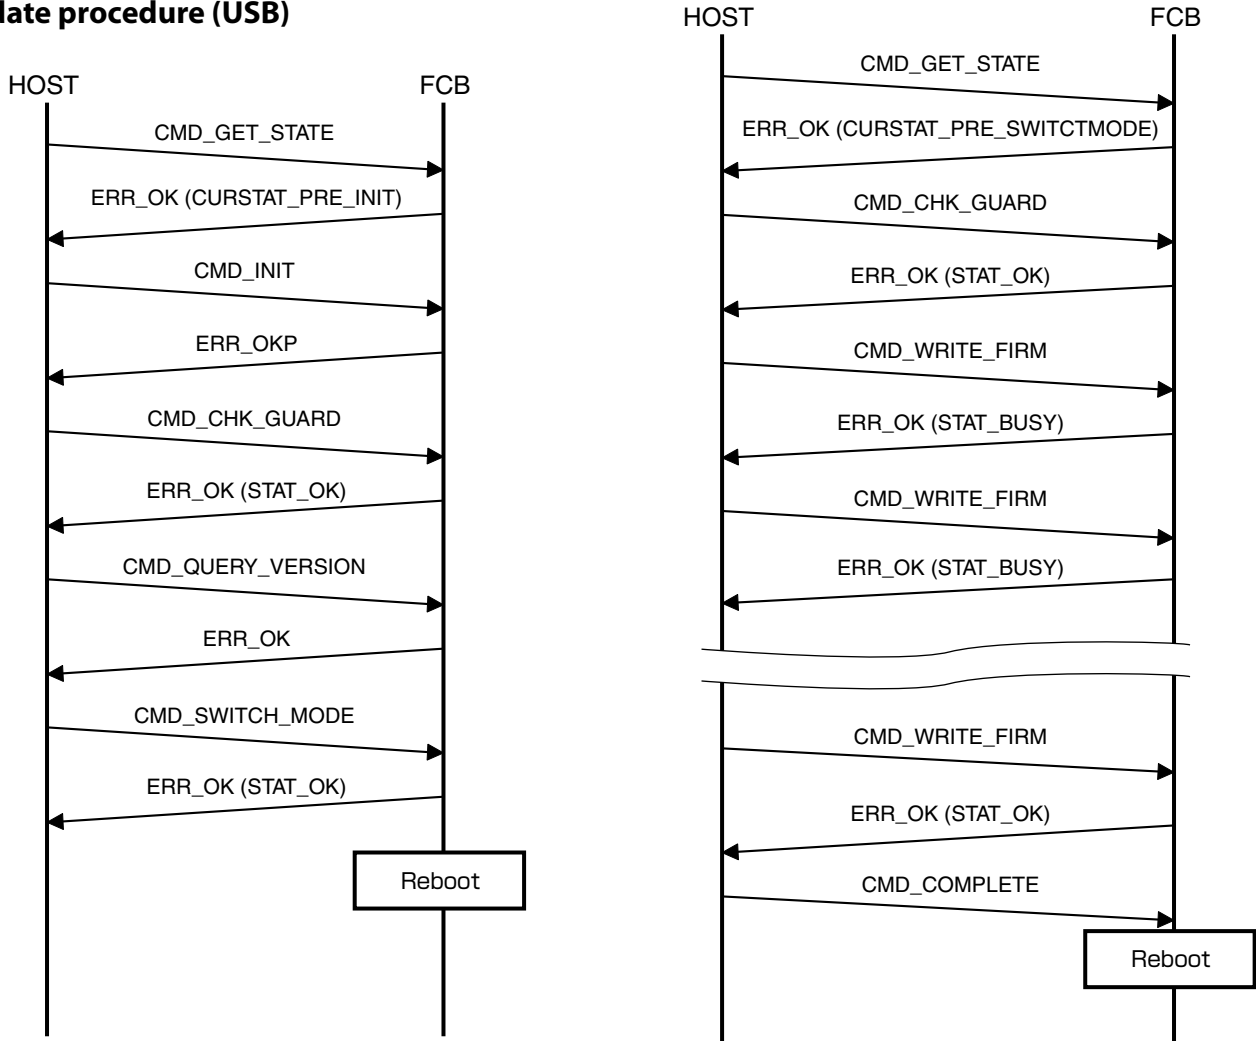 late procedure (USB)
HOST FCB
CMD_GET_STATE
ERR_OK (CURSTAT_PRE_INIT)
CMD_INIT
ERR_OKP
CMD_CHK_GUARD
ERR_OK (STAT_OK)
CMD_QUERY_VERSION
ERR_OK
CMD_SWITCH_MODE
ERR_OK (STAT_OK)
Reboot
HOST FCB
CMD_GET_STATE
ERR_OK (CURSTAT_PRE_SWITCTMODE)
CMD_CHK_GUARD
ERR_OK (STAT_OK)
CMD_WRITE_FIRM
ERR_OK (STAT_BUSY)
CMD_WRITE_FIRM
ERR_OK (STAT_BUSY)
CMD_WRITE_FIRM
ERR_OK (STAT_OK)
CMD_COMPLETE
Reboot